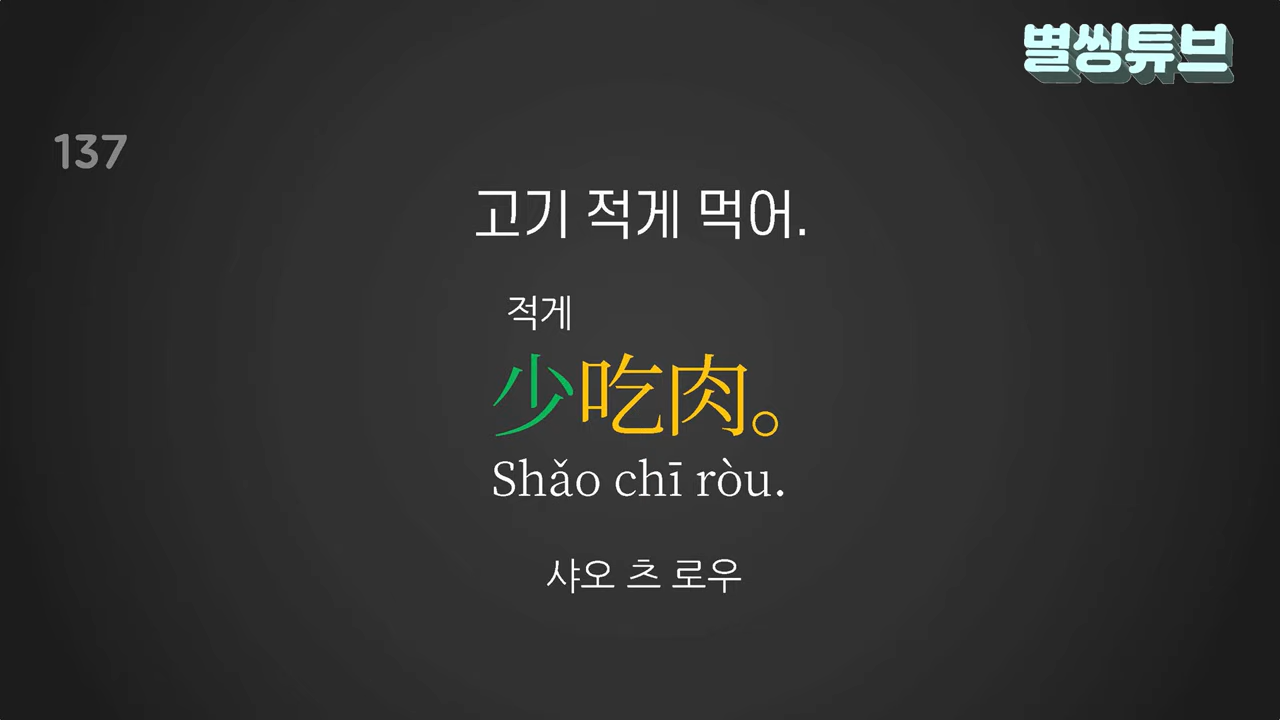 별씽튜브
137
고기 적게 먹어.
적게
少吃肉。
Shǎo chī ròu.
샤오 츠 로우